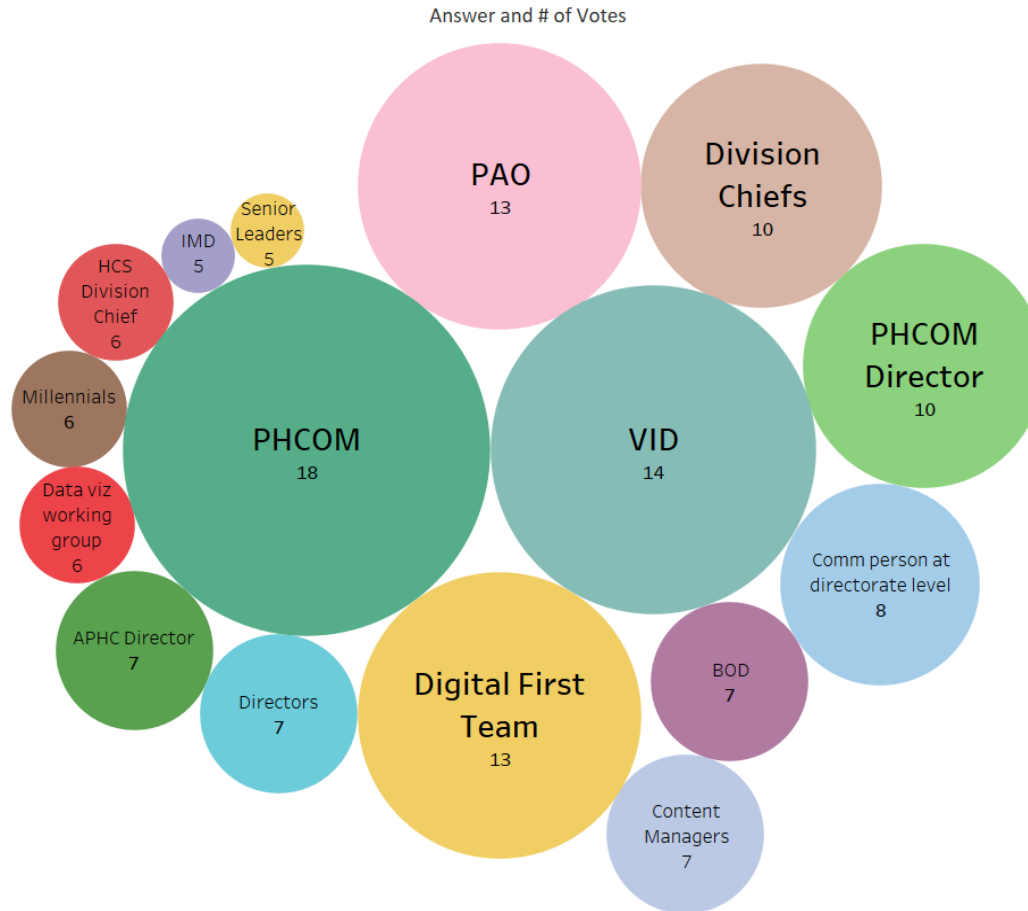 Answer and # of Votes
PAO
13
Division
Chiefs
10
Senior
Leaders
5
IMD
5
HCS
Division
Chief
6
PHCOM
Director
10
Millennials
6
PHCOM
18
VID
14
Data viz
working
group
6
Comm person at
directorate level
8
APHC Director
7
Directors
7
Digital First
Team
13
BOD
7
Content
Managers
7